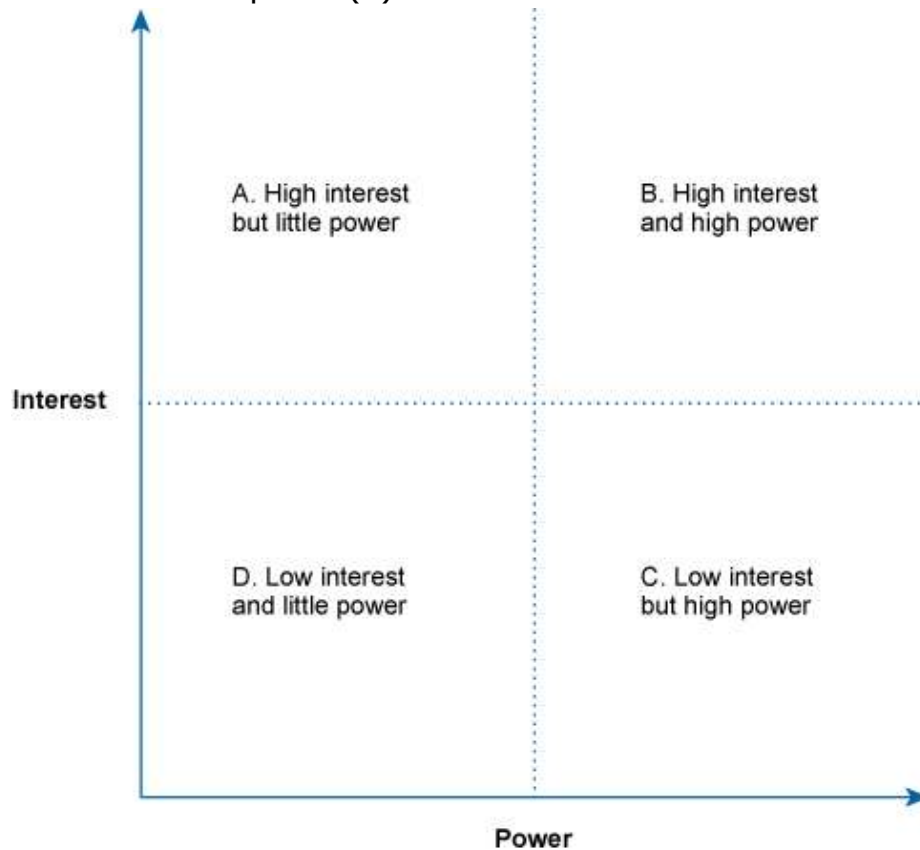 A. High interest
but little power
B. High interest
and high power
Interest
D. Low interest
and little power
C. Low interest
but high power
Power